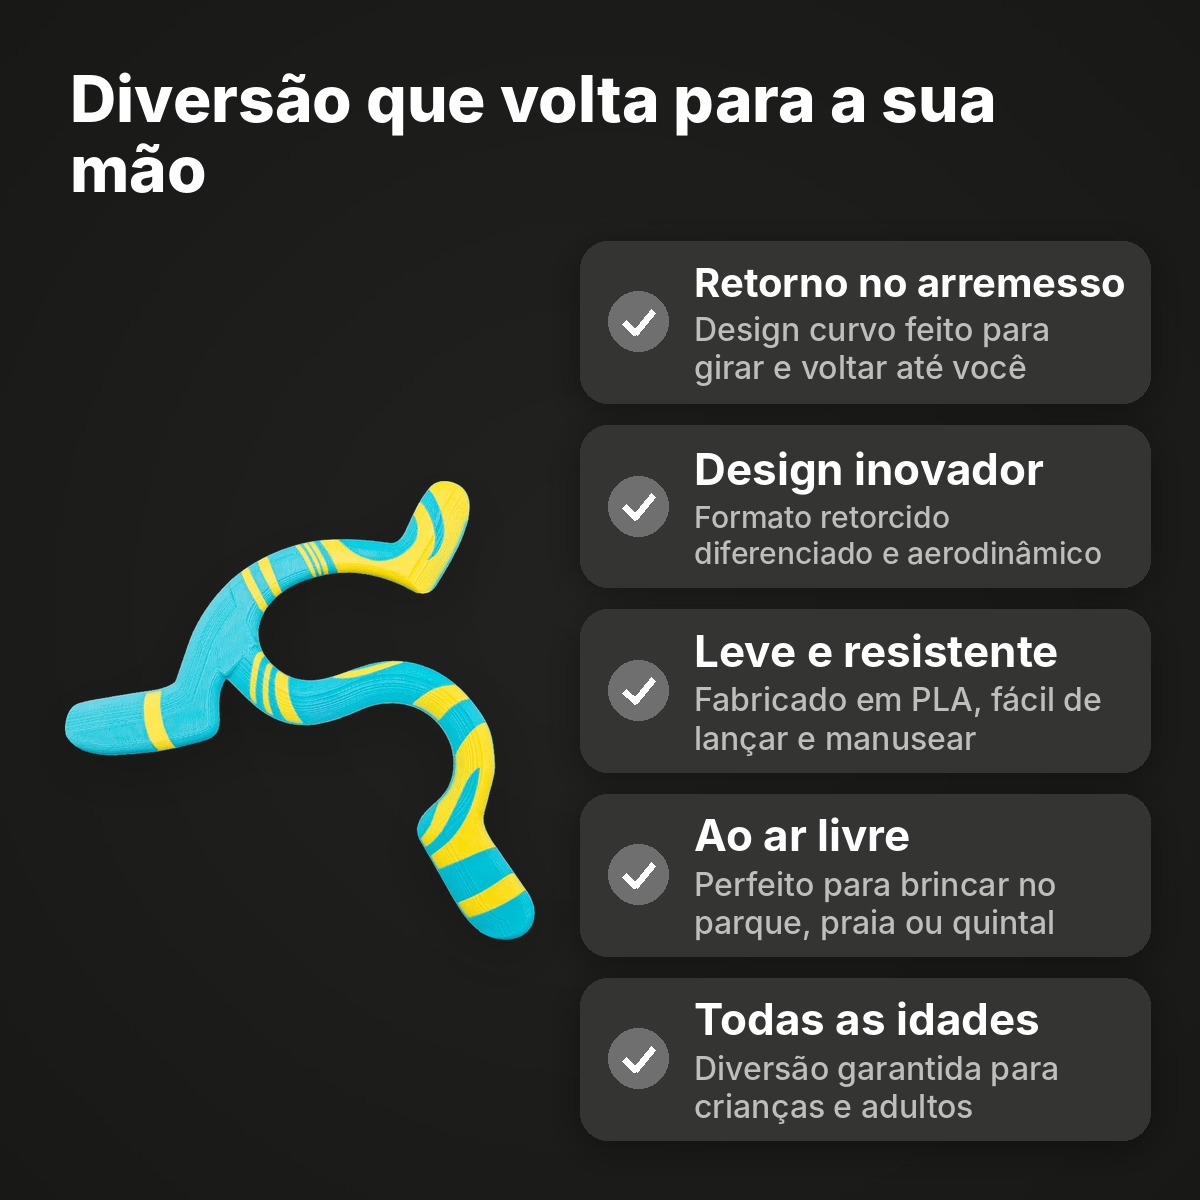 Diversão que volta para a sua
mão
Retorno no arremesso
Design curvo feito para
girar e voltar até você
Design inovador
Formato retorcido
diferenciado e aerodinâmico
Leve e resistente
Fabricado em PLA, fácil de
lançar e manusear
Ao ar livre
Perfeito para brincar no
parque, praia ou quintal
Todas as idades
Diversão garantida para
crianças e adultos